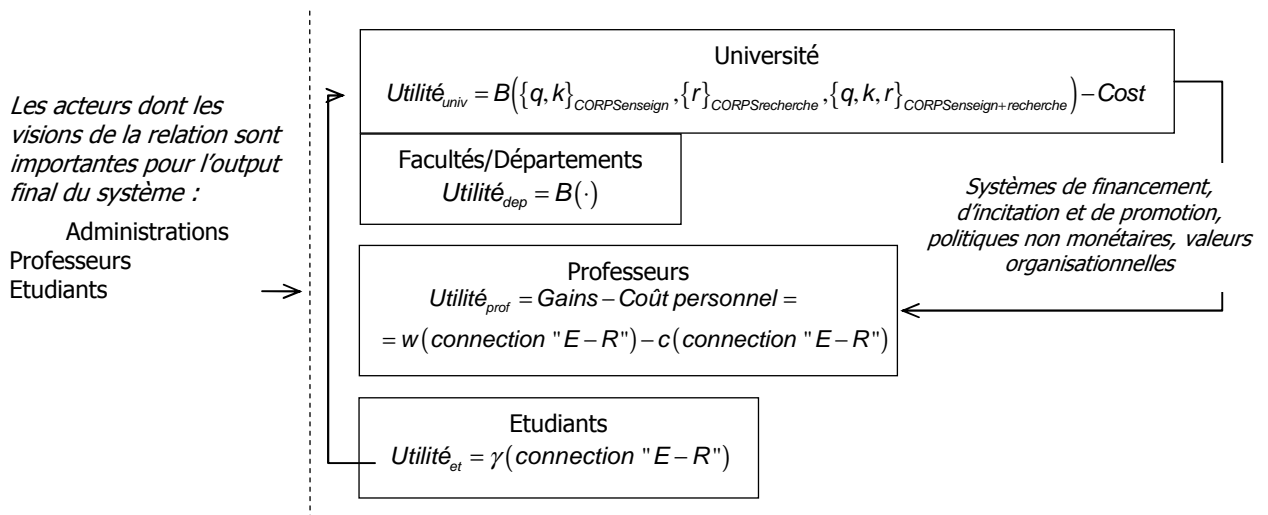 Les acteurs dont les
visions de la relation sont
importantes pour l'output
final du système :
Administrations
Professeurs
Etudiants
Université
Utilité_univ = B({q,k}_CORPSenseign ,{r}_CORPSrecherche ,{q,k,r}_CORPSenseign+recherche) – Cost
Facultés/Départements
Utilité_dep = B(·)
Professeurs
Utilité_prof = Gains – Coût personnel =
= w(connection "E – R") – c(connection "E – R")
Etudiants
Utilité_et = γ(connection "E – R")
Systèmes de financement,
d'incitation et de promotion,
politiques non monétaires, valeurs
organisationnelles